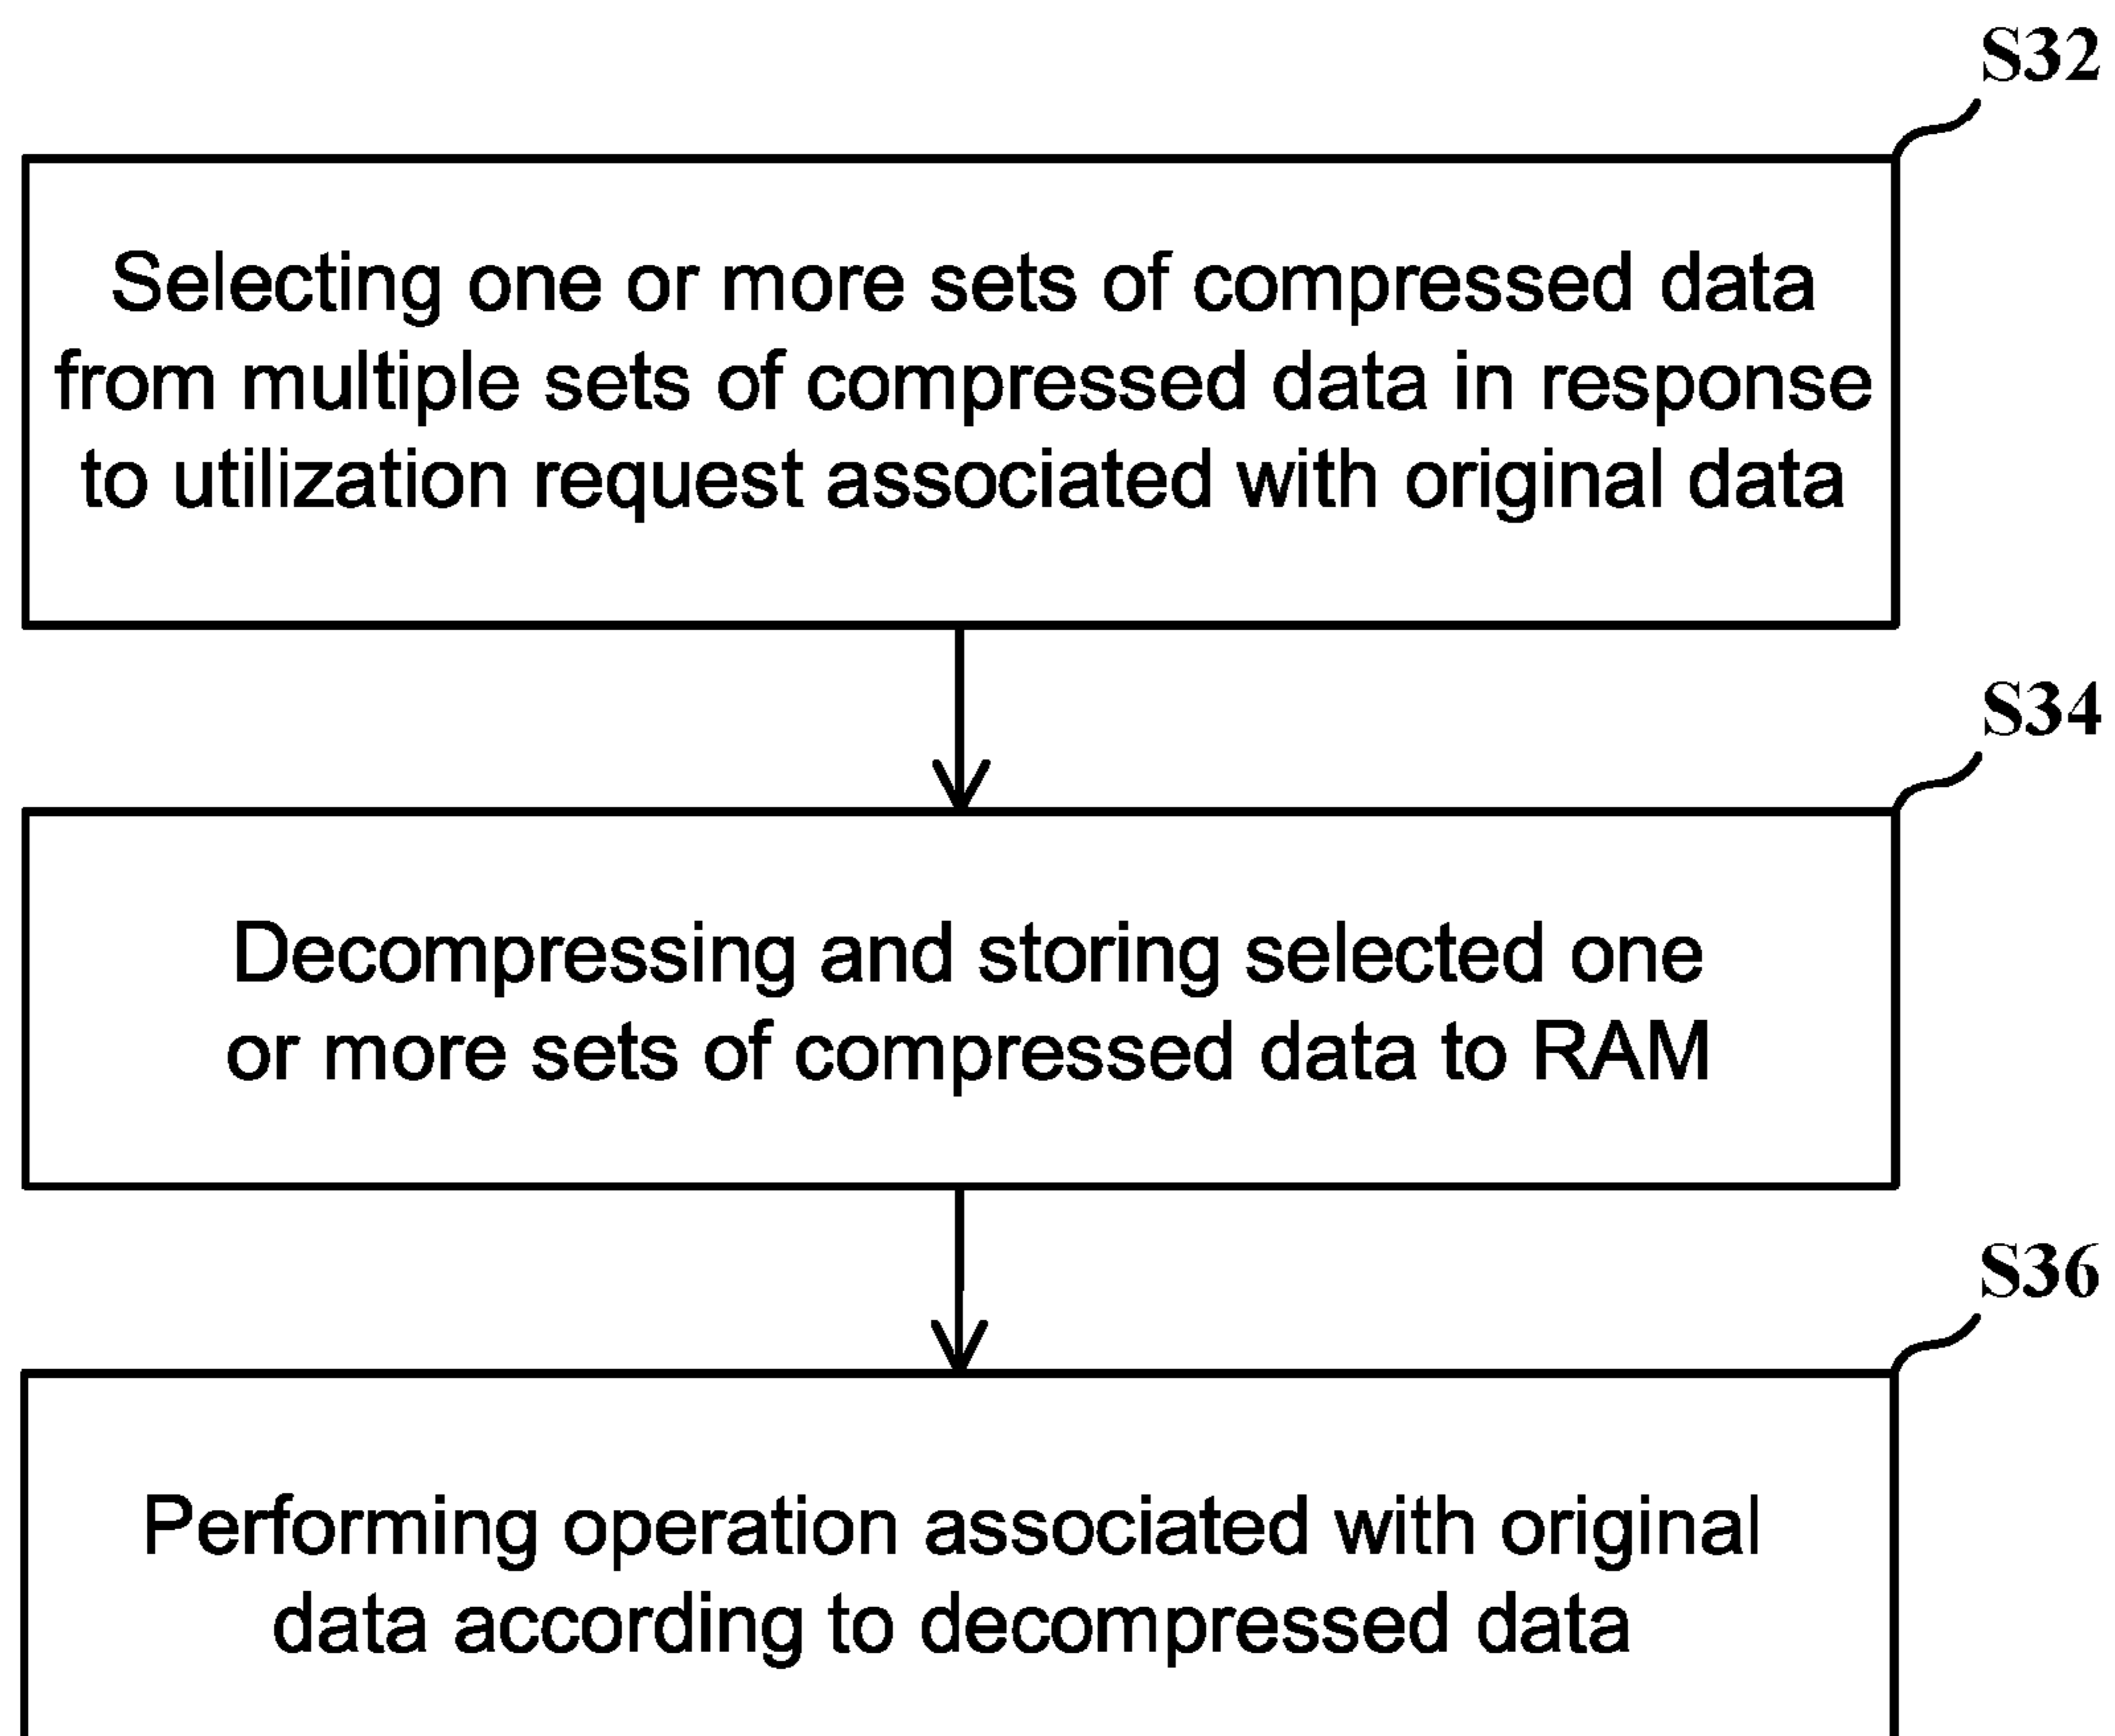 S32
Selecting one or more sets of compressed data
from multiple sets of compressed data in response
to utilization request associated with original data
S34
Decompressing and storing selected one
or more sets of compressed data to RAM
S36
Performing operation associated with original
data according to decompressed data